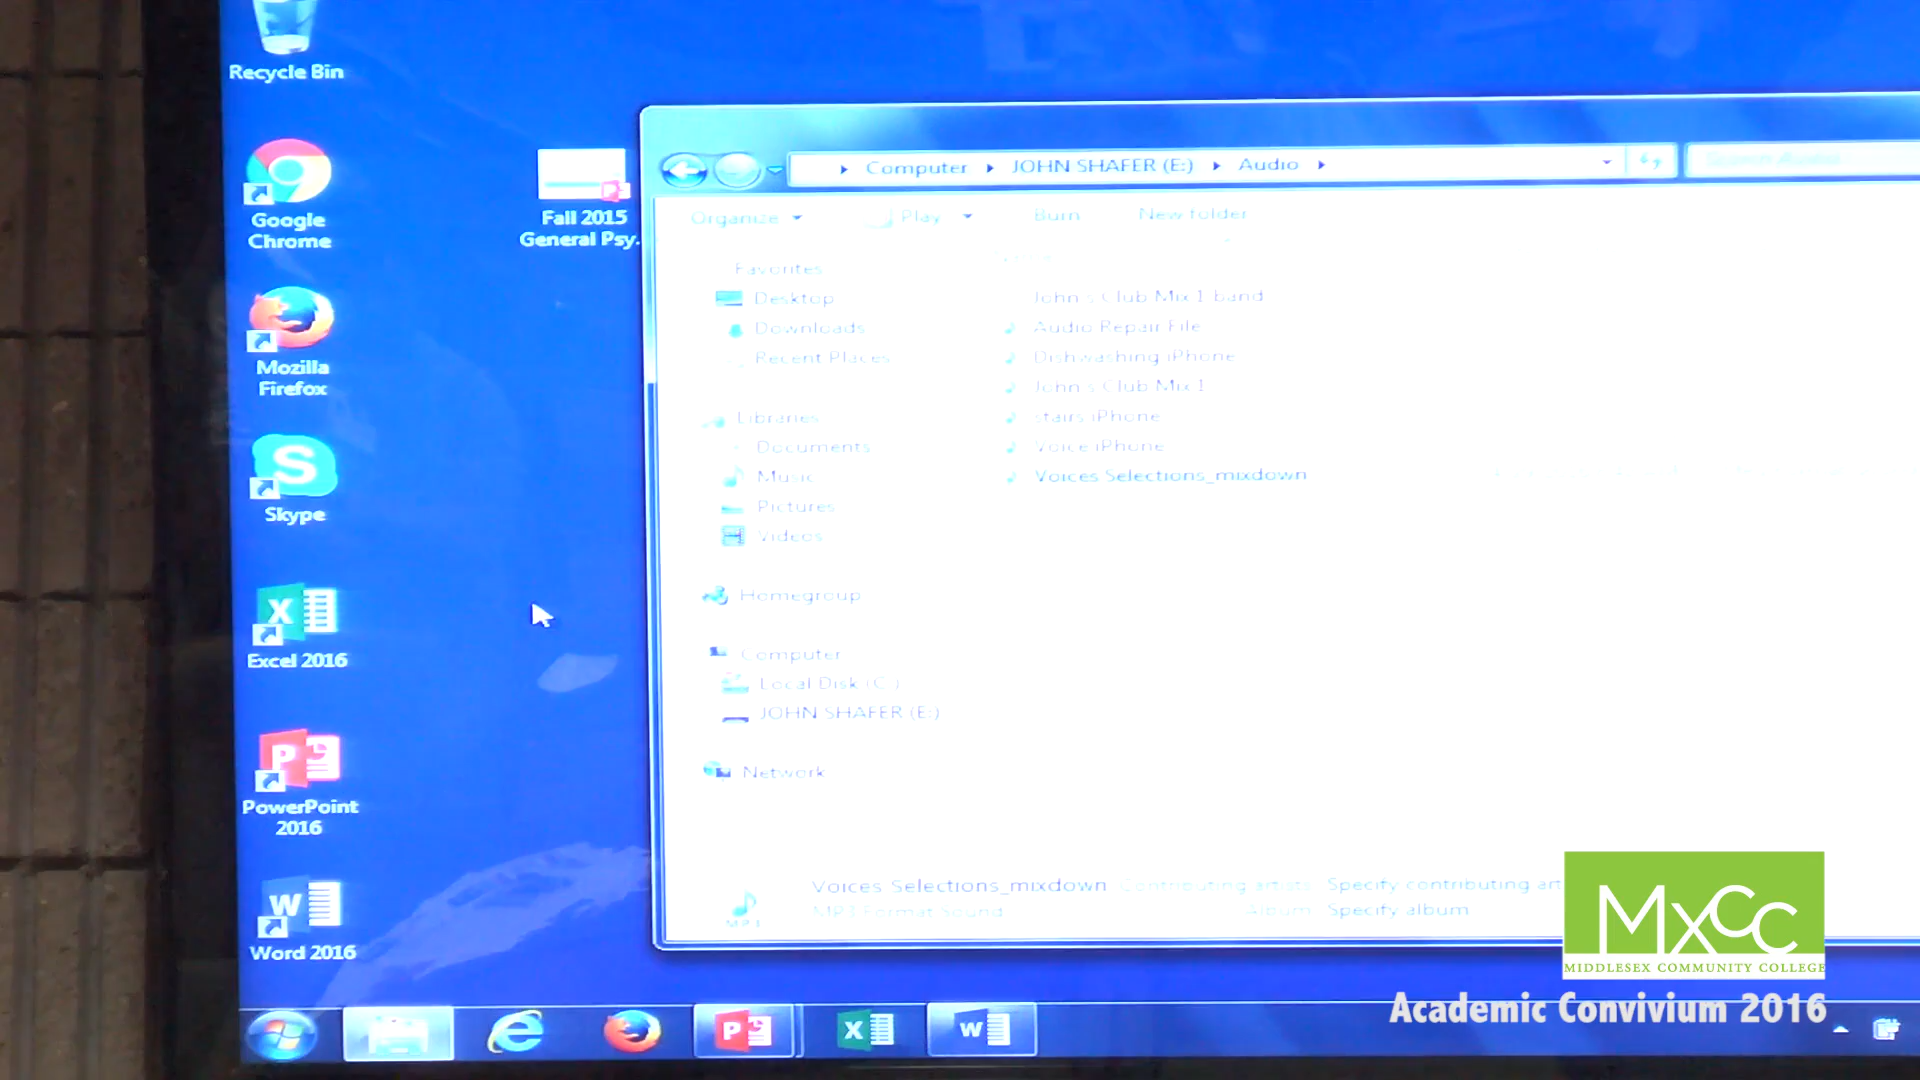 Recycle Bin
Google
Chrome
Mozilla
Firefox
Skype
Excel 2016
PowerPoint
2016
Word 2016
Fall 2015
General Psy...
Computer
JOHN SHAFER (E:)
Audio
Organize
Play
Burn
New folder
Favorites
Desktop
Downloads
Recent Places
Libraries
Documents
Music
Pictures
Videos
Homegroup
Computer
Local Disk (C:)
JOHN SHAFER (E:)
Network
John's Club Mix 1 band
Audio Repair File
Dishwashing iPhone
John's Club Mix 1
stairs iPhone
Voice iPhone
Voices Selections_mixdown
Voices Selections_mixdown Contributing artists: Specify contributing art
MP3 Format Sound Album: Specify album
MP3
MxCC
MIDDLESEX COMMUNITY COLLEGE
Academic Convivium 2016